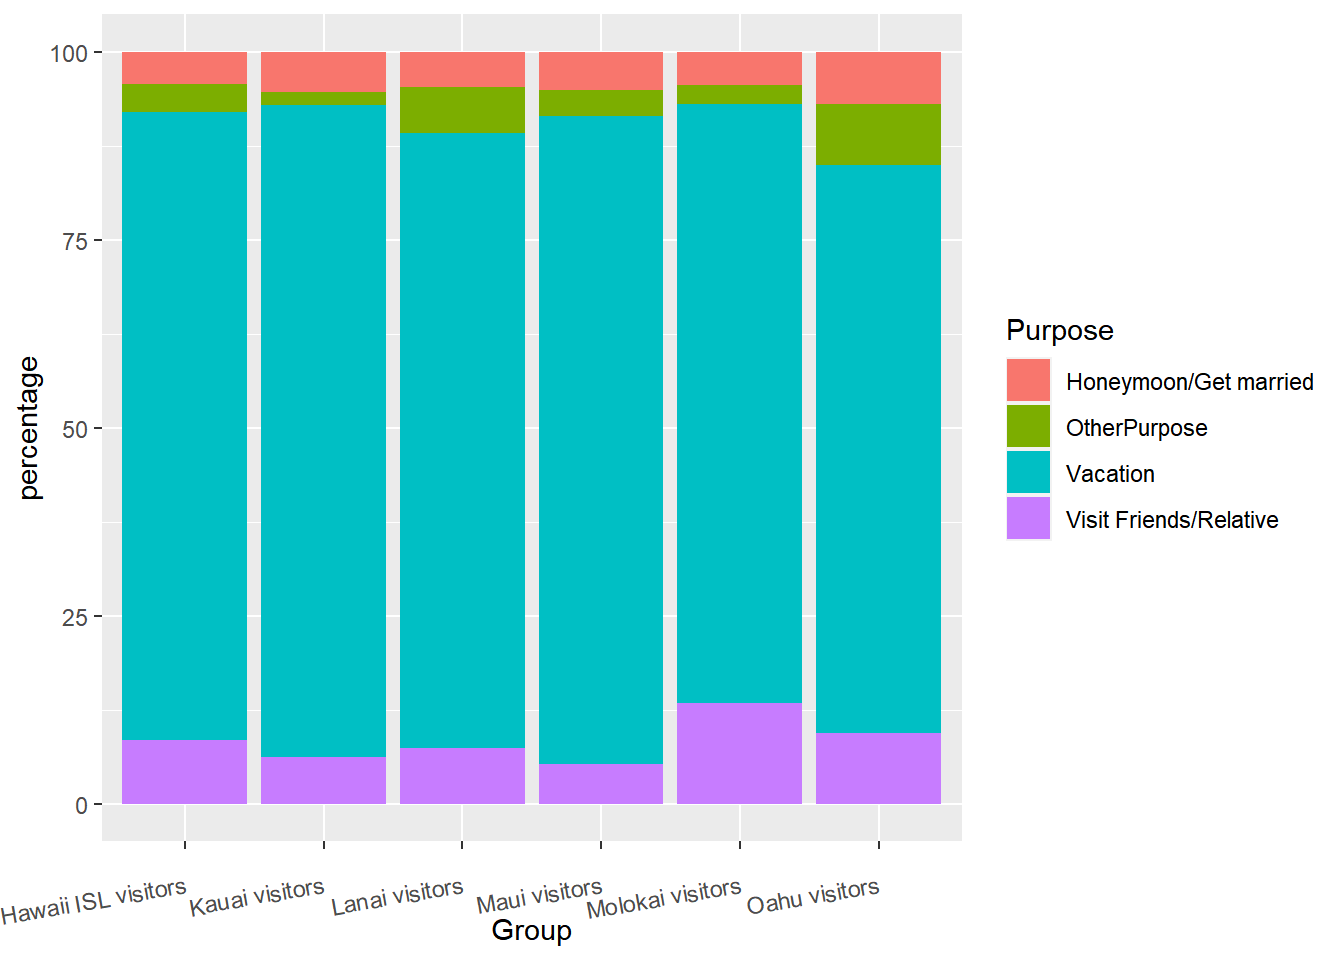 100
75
50
25
0
percentage
Hawaii ISL visitors
Kauai visitors
Lanai visitors
Maui visitors
Molokai visitors
Oahu visitors
Group
Purpose
Honeymoon/Get married
OtherPurpose
Vacation
Visit Friends/Relative